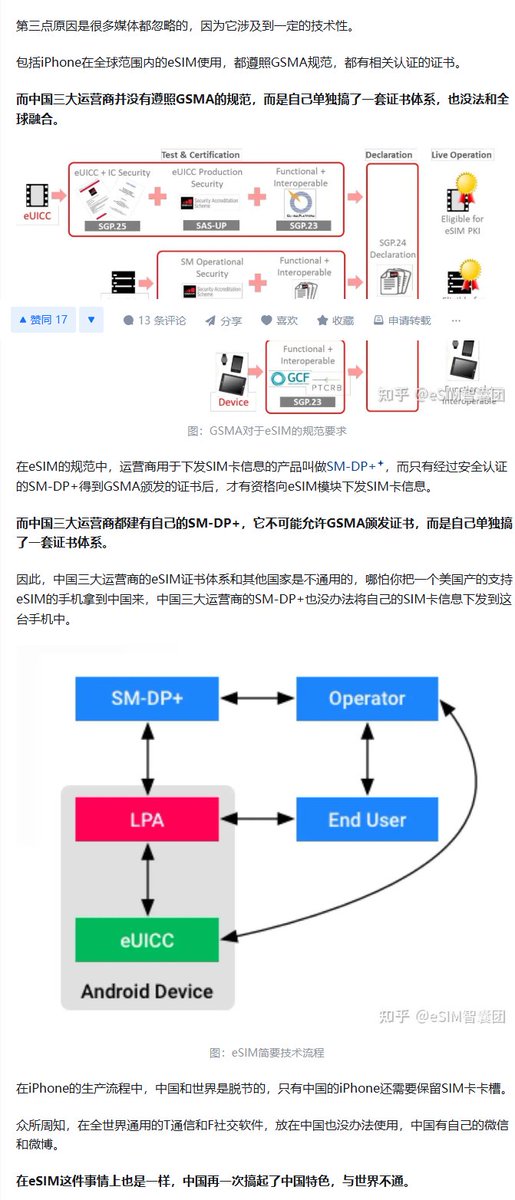 第三点原因是很多媒体都忽略的，因为它涉及到一定的技术性。
包括iPhone在全球范围内的eSIM使用，都遵照GSMA规范，都有相关认证的证书。
而中国三大运营商并没有遵照GSMA的规范，而是自己单独搞了一套证书体系，也没法和全
球融合。
Test & Certification Declaration Live Operation
eUICC + IC Security eUICC Production Security Functional + Interoperable
Security Accreditation Scheme
eUICC SGP.25 SAS-UP SGP.23 Eligible for eSIM PKI
SGP.24 Declaration
SM Operational Security Functional + Interoperable
Security Accreditation Scheme
赞同 17 13 条评论 分享 喜欢 收藏 申请转载 ···
Functional + Interoperable
GCF PTCRB
Device SGP.23 Interoperable
知乎 @eSIM智囊团
图：GSMA对于eSIM的规范要求
在eSIM的规范中，运营商用于下发SIM卡信息的产品叫做SM-DP+，而只有经过安全认证
的SM-DP+得到GSMA颁发的证书后，才有资格向eSIM模块下发SIM卡信息。
而中国三大运营商都建有自己的SM-DP+，它不可能允许GSMA颁发证书，而是自己单独搞
了一套证书体系。
因此，中国三大运营商的eSIM证书体系和其他国家是不通用的，哪怕你把一个美国产的支持
eSIM的手机拿到中国来，中国三大运营商的SM-DP+也没办法将自己的SIM卡信息下发到这
台手机中。
SM-DP+ Operator
LPA End User
eUICC
Android Device
知乎 @eSIM智囊团
图：eSIM简要技术流程
在iPhone的生产流程中，中国和世界是脱节的，只有中国的iPhone还需要保留SIM卡卡槽。
众所周知，在全世界通用的T通信和F社交软件，放在中国也没办法使用，中国有自己的微信
和微博。
在eSIM这件事情上也是一样，中国再一次搞起了中国特色，与世界不通。